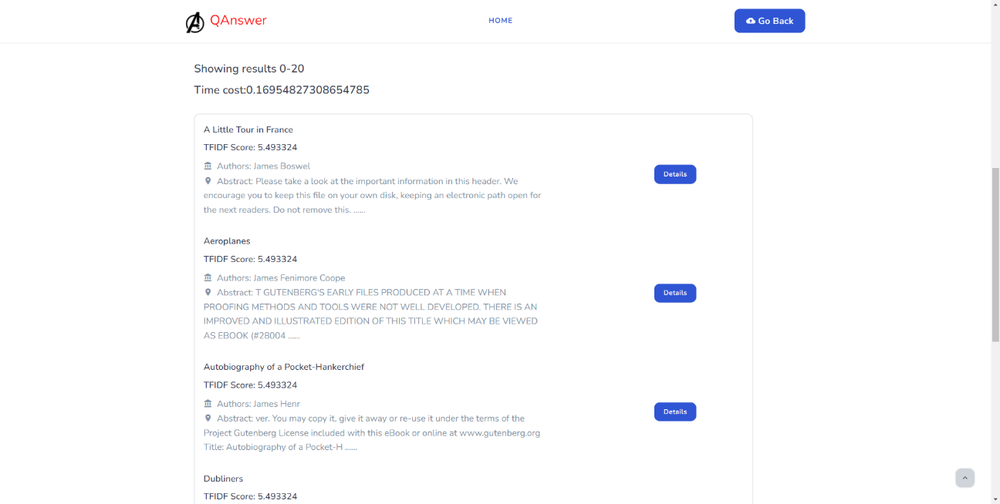 QAnswer
HOME
Go Back
Showing results 0-20
Time cost:0.16954827308654785
A Little Tour in France
TFIDF Score: 5.493324
Authors: James Boswel
Abstract: Please take a look at the important information in this header. We
encourage you to keep this file on your own disk, keeping an electronic path open for
the next readers. Do not remove this. ......
Details
Aeroplanes
TFIDF Score: 5.493324
Authors: James Fenimore Coope
Abstract: T GUTENBERG'S EARLY FILES PRODUCED AT A TIME WHEN
PROOFING METHODS AND TOOLS WERE NOT WELL DEVELOPED. THERE IS AN
IMPROVED AND ILLUSTRATED EDITION OF THIS TITLE WHICH MAY BE VIEWED
AS EBOOK (#28004 ......
Details
Autobiography of a Pocket-Hankerchief
TFIDF Score: 5.493324
Authors: James Henr
Abstract: ver. You may copy it, give it away or re-use it under the terms of the
Project Gutenberg License included with this eBook or online at www.gutenberg.org
Title: Autobiography of a Pocket-H ......
Details
Dubliners
TFIDF Score: 5.493324